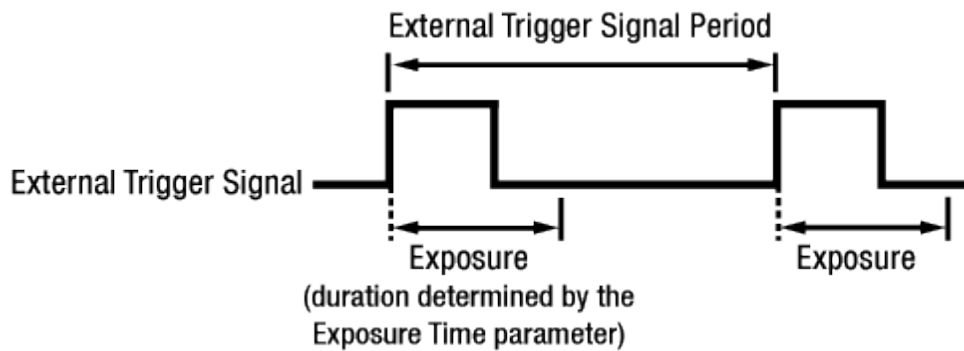 External Trigger Signal Period
External Trigger Signal
Exposure
(duration determined by the
Exposure Time parameter)
Exposure